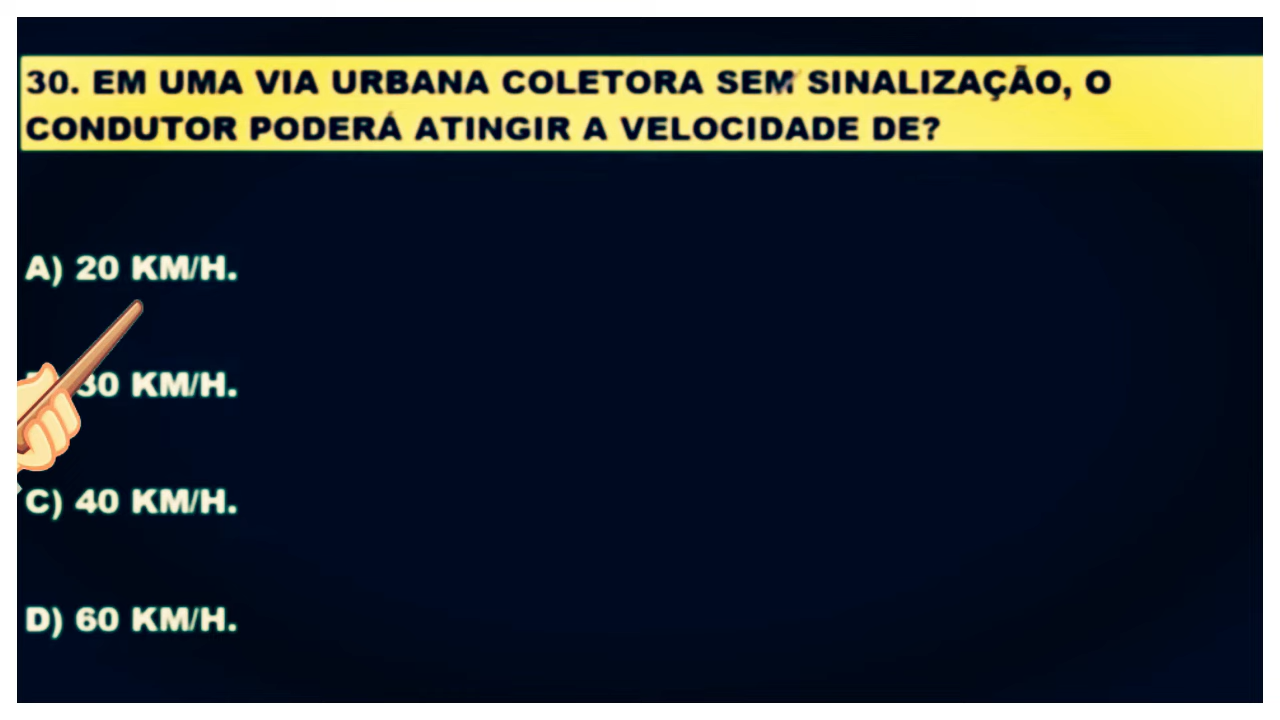 30. EM UMA VIA URBANA COLETORA SEM SINALIZAÇÃO, O
CONDUTOR PODERÁ ATINGIR A VELOCIDADE DE?
A) 20 KM/H.
30 KM/H.
C) 40 KM/H.
D) 60 KM/H.